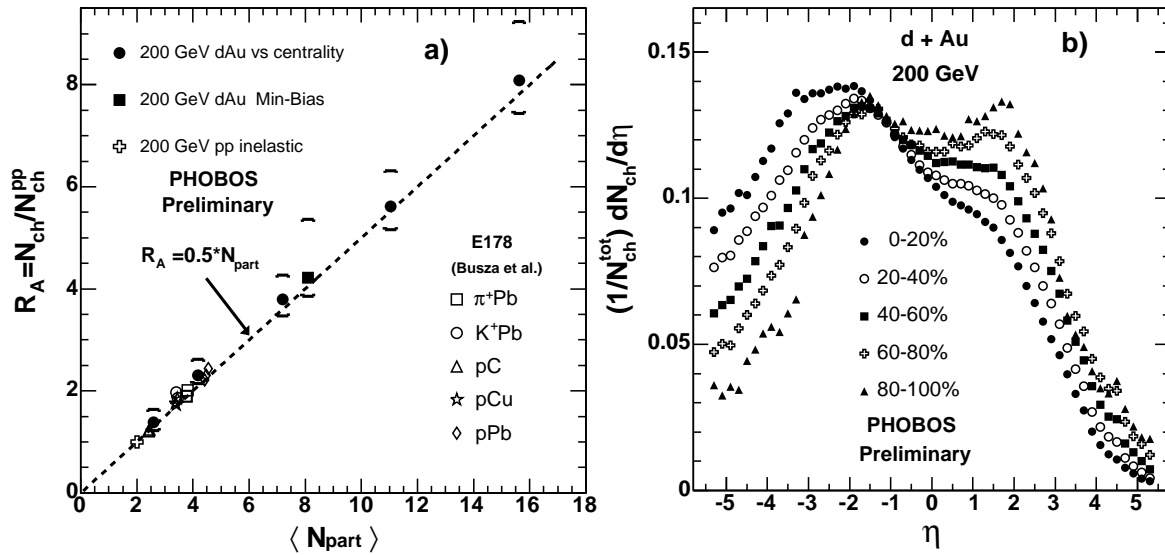 R_A=N_ch/N_ch^pp
8
6
4
2
0
● 200 GeV dAu vs centrality
■ 200 GeV dAu Min-Bias
✚ 200 GeV pp inelastic
a)
PHOBOS
Preliminary
R_A =0.5*N_part
E178
(Busza et al.)
□ π⁺Pb
○ K⁺Pb
△ pC
☆ pCu
◇ pPb
0 2 4 6 8 10 12 14 16 18
⟨ Npart ⟩
(1/N_ch^tot) dN_ch/dη
0.15
0.1
0.05
0
d + Au
200 GeV
b)
● 0-20%
○ 20-40%
■ 40-60%
✚ 60-80%
▲ 80-100%
PHOBOS
Preliminary
-5 -4 -3 -2 -1 0 1 2 3 4 5
η